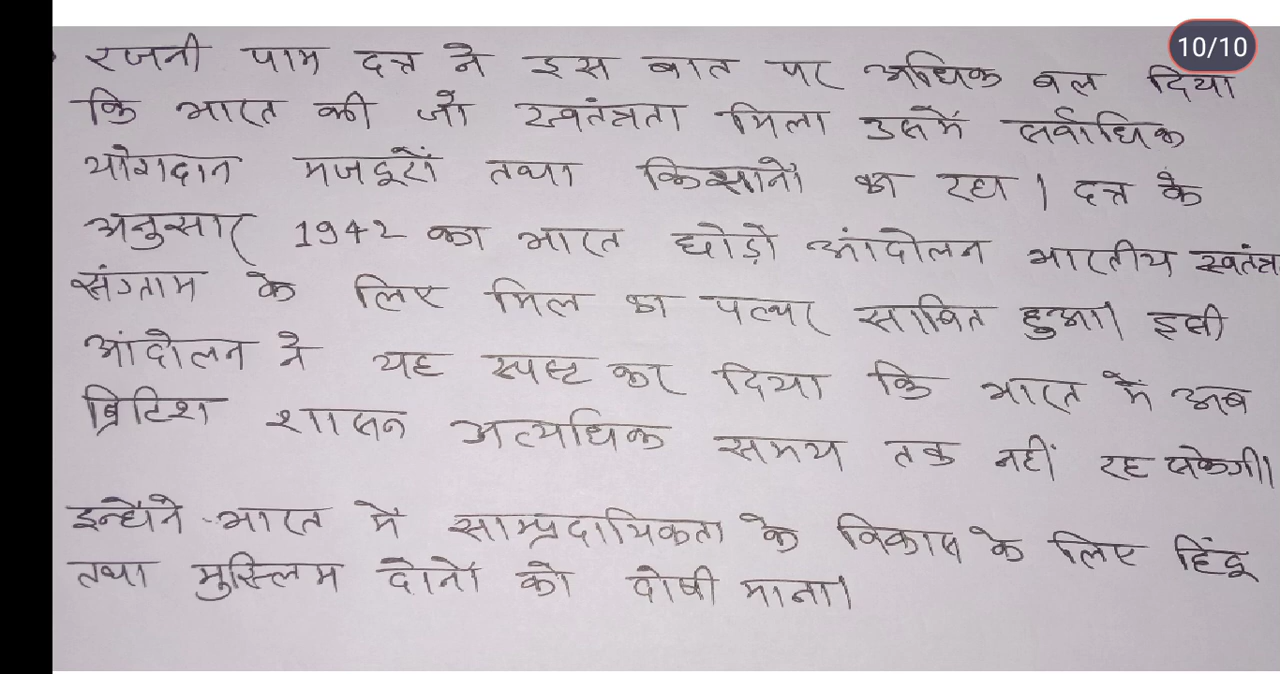 10/10
रजनी पाम दत्त ने इस बात पर अधिक बल दिया
कि भारत की जो स्वतंत्रता मिला उसमें सर्वाधिक
योगदान मजदूरों तथा किसानों का रहा । दत्त के
अनुसार 1942 का भारत छोड़ो आंदोलन भारतीय स्वतंत्र
संग्राम के लिए मिल का पत्थर साबित हुआ। इसी
आंदोलन ने यह स्पष्ट कर दिया कि भारत में अब
ब्रिटिश शासन अत्यधिक समय तक नहीं रह सकेगी।
इन्होंने भारत में साम्प्रदायिकता के विकास के लिए हिंदू
तथा मुस्लिम दोनों को दोषी माना।